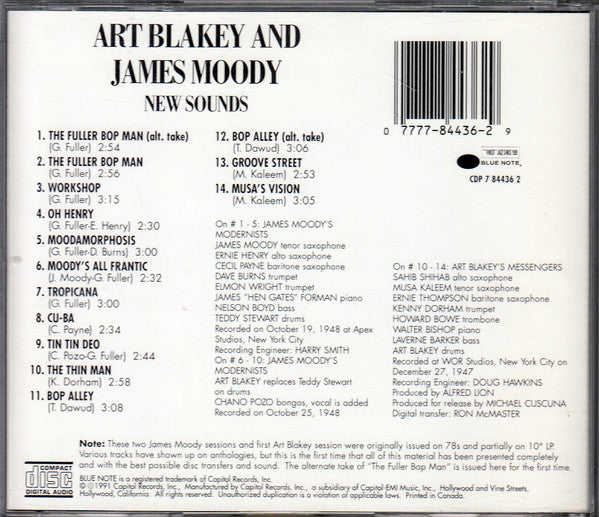 ART BLAKEY AND
JAMES MOODY
NEW SOUNDS
1. THE FULLER BOP MAN (alt. take)
(G. Fuller) 2:54
2. THE FULLER BOP MAN
(G. Fuller) 2:56
3. WORKSHOP
(G. Fuller) 3:15
4. OH HENRY
(G. Fuller-E. Henry) 2:30
5. MOODAMORPHOSIS
(G. Fuller-D. Burns) 3:00
6. MOODY'S ALL FRANTIC
(J. Moody-G. Fuller) 2:32
7. TROPICANA
(G. Fuller) 3:00
8. CU-BA
(C. Payne) 2:34
9. TIN TIN DEO
(C. Pozo-G. Fuller) 2:44
10. THE THIN MAN
(K. Dorham) 2:58
11. BOP ALLEY
(T. Dawud) 3:08
12. BOP ALLEY (alt. take)
(T. Dawud) 3:06
13. GROOVE STREET
(M. Kaleem) 2:53
14. MUSA'S VISION
(M. Kaleem) 3:05
On # 1 - 5: JAMES MOODY'S
MODERNISTS
JAMES MOODY tenor saxophone
ERNIE HENRY alto saxophone
CECIL PAYNE baritone saxophone
DAVE BURNS trumpet
ELMON WRIGHT trumpet
JAMES "HEN GATES" FORMAN piano
NELSON BOYD bass
TEDDY STEWART drums
Recorded on October 19, 1948 at Apex
Studios, New York City
Recording Engineer: HARRY SMITH
On # 6 - 10: JAMES MOODY'S
MODERNISTS
ART BLAKEY replaces Teddy Stewart
on drums
CHANO POZO bongos, vocal is added
Recorded on October 25, 1948
0 7777-84436-2 9
THE FINEST IN JAZZ SINCE 1939
BLUE NOTE
CDP 7 84436 2
On # 10 - 14: ART BLAKEY'S MESSENGERS
SAHIB SHIHAB alto saxophone
MUSA KALEEM tenor saxophone
ERNIE THOMPSON baritone saxophone
KENNY DORHAM trumpet
HOWARD BOWE trombone
WALTER BISHOP piano
LAVERNE BARKER bass
ART BLAKEY drums
Recorded at WOR Studios, New York City on
December 27, 1947
Recording Engineer: DOUG HAWKINS
Produced by ALFRED LION
Produced for release by MICHAEL CUSCUNA
Digital transfer: RON McMASTER
Note: These two James Moody sessions and first Art Blakey session were originally issued on 78s and partially on 10" LP.
Various tracks have shown up on anthologies, but this is the first time that all of this material has been presented completely
and with the best possible disc transfers and sound. The alternate take of "The Fuller Bop Man" is issued here for the first time.
COMPACT
disc
DIGITAL AUDIO
BLUE NOTE is a registered trademark of Capitol Records, Inc.
© ℗1991 Capitol Records, Inc. Manufactured by Capitol Records, Inc., a subsidiary of Capitol-EMI Music, Inc., Hollywood and Vine Streets,
Hollywood, California. All rights reserved. Unauthorized duplication is a violation of applicable laws. Printed in Canada.